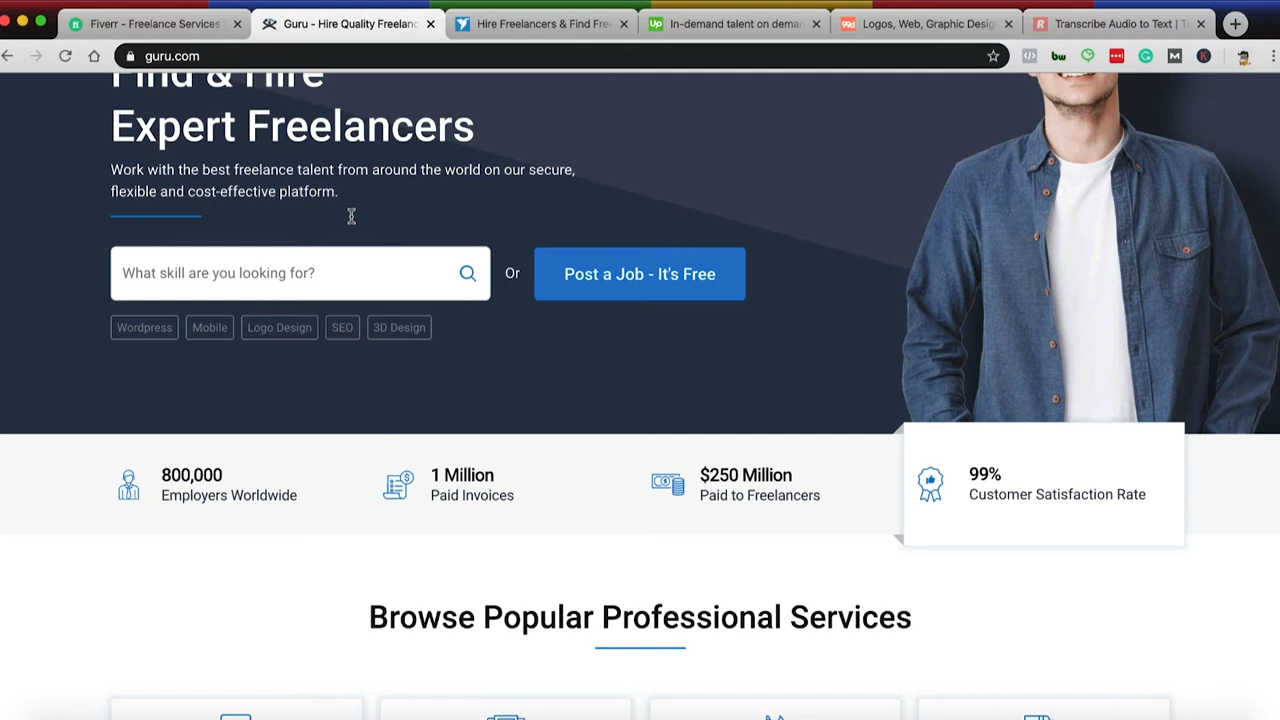 Fiverr - Freelance Services
Guru - Hire Quality Freelanc
Hire Freelancers & Find Fre
In-demand talent on deman
Logos, Web, Graphic Desig
Transcribe Audio to Text | T
guru.com
Find & Hire
Expert Freelancers
Work with the best freelance talent from around the world on our secure,
flexible and cost-effective platform.
What skill are you looking for?
Or
Post a Job - It's Free
Wordpress
Mobile
Logo Design
SEO
3D Design
800,000
Employers Worldwide
1 Million
Paid Invoices
$250 Million
Paid to Freelancers
99%
Customer Satisfaction Rate
Browse Popular Professional Services